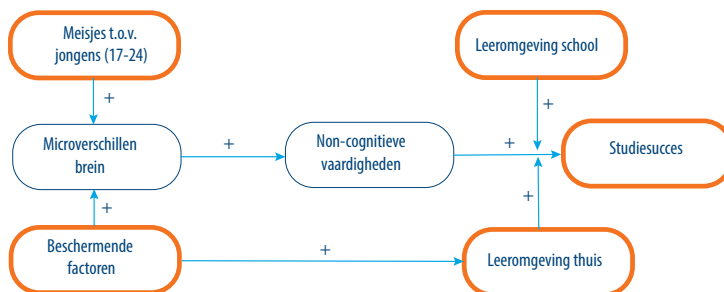 Meisjes t.o.v.
jongens (17-24)
Leeromgeving school
+
+
Microverschillen
brein
+
Non-cognitieve
vaardigheden
+
Studiesucces
+
+
Beschermende
factoren
+
Leeromgeving thuis